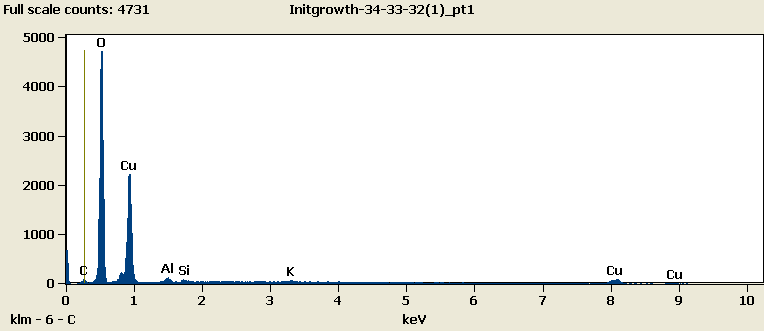 Full scale counts: 4731 Initgrowth-34-33-32(1)_pt1
5000
O
4000
3000
Cu
2000
1000
C Al Si K Cu Cu
0
0 1 2 3 4 5 6 7 8 9 10
klm - 6 - C keV